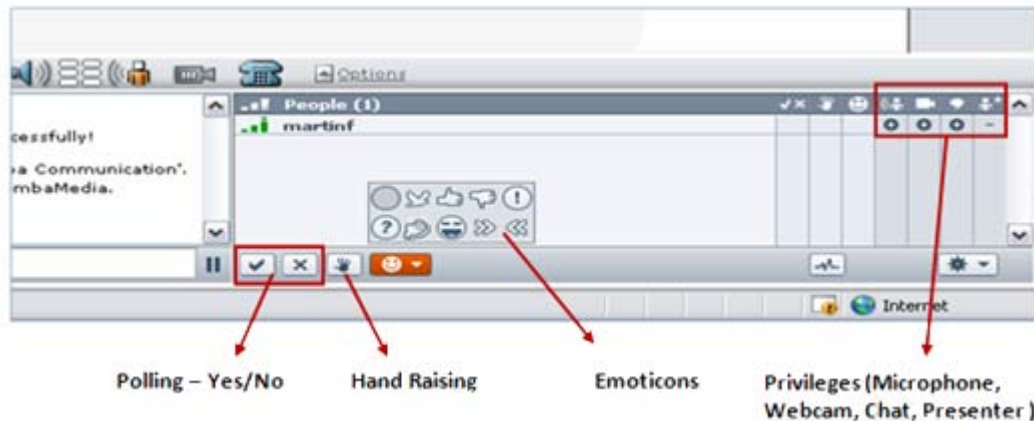 Options
People (1)
martinf
cessfully!
a Communication'.
mbaMedia.
Internet
Polling – Yes/No
Hand Raising
Emoticons
Privileges (Microphone,
Webcam, Chat, Presenter )